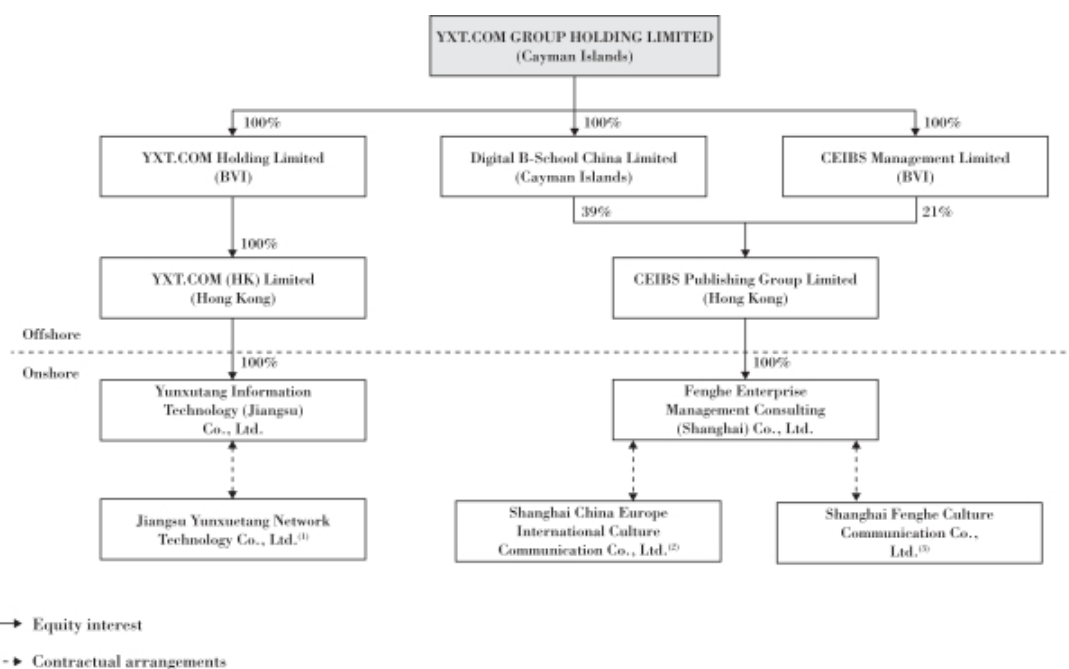 YXT.COM GROUP HOLDING LIMITED
(Cayman Islands)
100%
100%
100%
YXT.COM Holding Limited
(BVI)
Digital B-School China Limited
(Cayman Islands)
CEIBS Management Limited
(BVI)
39%
21%
100%
YXT.COM (HK) Limited
(Hong Kong)
CEIBS Publishing Group Limited
(Hong Kong)
Offshore
Onshore
100%
100%
Yunxutang Information
Technology (Jiangsu)
Co., Ltd.
Fenghe Enterprise
Management Consulting
(Shanghai) Co., Ltd.
Jiangsu Yunxuetang Network
Technology Co., Ltd.(1)
Shanghai China Europe
International Culture
Communication Co., Ltd.(2)
Shanghai Fenghe Culture
Communication Co.,
Ltd.(3)
Equity interest
Contractual arrangements